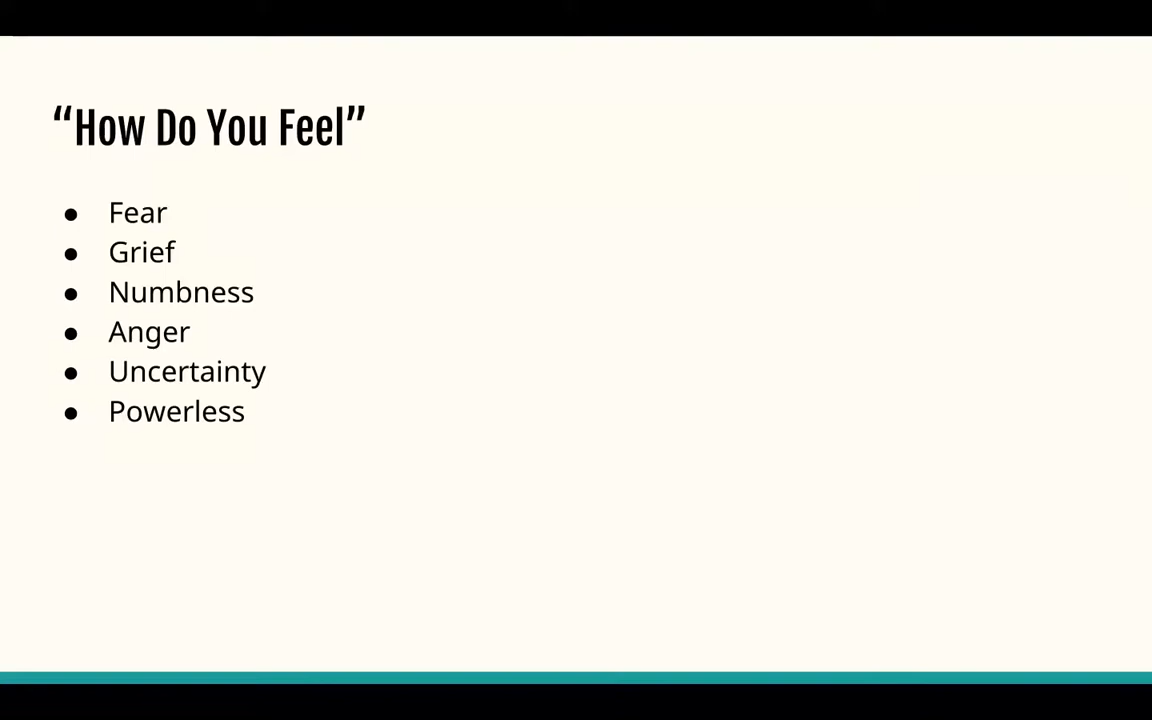 “How Do You Feel”
● Fear
● Grief
● Numbness
● Anger
● Uncertainty
● Powerless